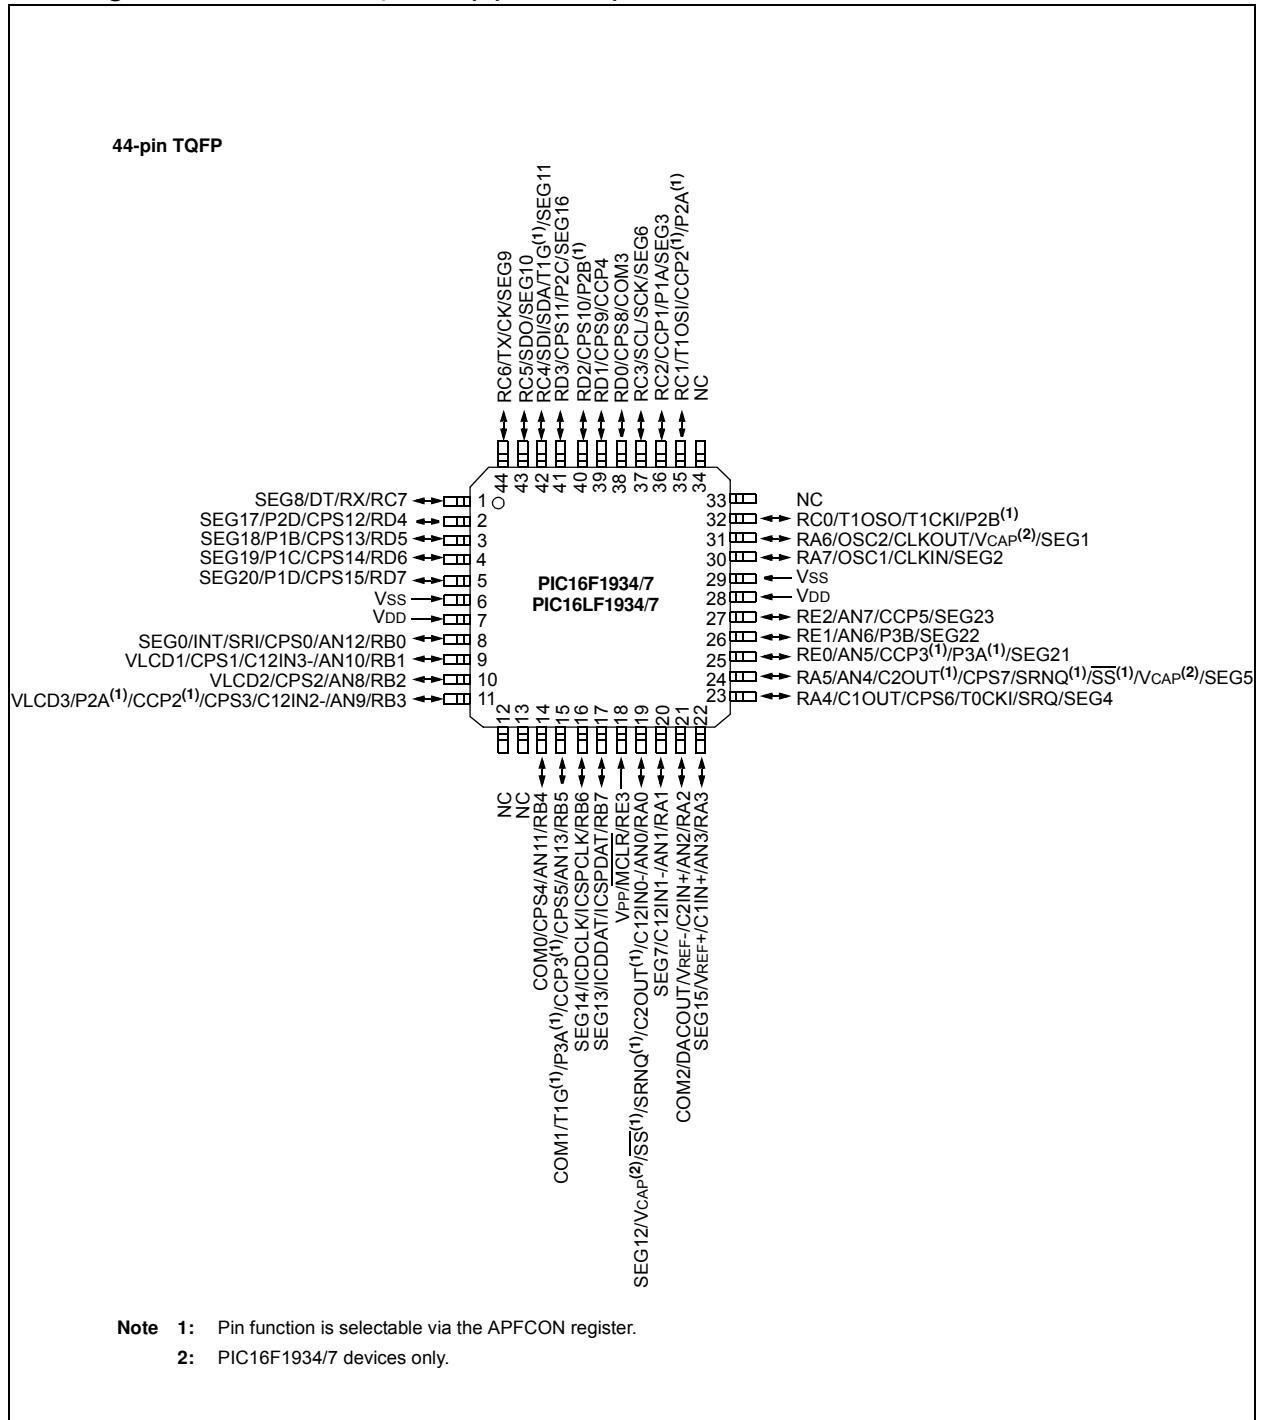 44-pin TQFP
RC6/TX/CK/SEG9
RC5/SDO/SEG10
RC4/SDI/SDA/T1G(1)/SEG11
RD3/CPS11/P2C/SEG16
RD2/CPS10/P2B(1)
RD1/CPS9/CCP4
RD0/CPS8/COM3
RC3/SCL/SCK/SEG6
RC2/CCP1/P1A/SEG3
RC1/T1OSI/CCP2(1)/P2A(1)
NC
44 43 42 41 40 39 38 37 36 35 34
SEG8/DT/RX/RC7 1
SEG17/P2D/CPS12/RD4 2
SEG18/P1B/CPS13/RD5 3
SEG19/P1C/CPS14/RD6 4
SEG20/P1D/CPS15/RD7 5
VSS 6
VDD 7
SEG0/INT/SRI/CPS0/AN12/RB0 8
VLCD1/CPS1/C12IN3-/AN10/RB1 9
VLCD2/CPS2/AN8/RB2 10
VLCD3/P2A(1)/CCP2(1)/CPS3/C12IN2-/AN9/RB3 11
PIC16F1934/7
PIC16LF1934/7
33 NC
32 RC0/T1OSO/T1CKI/P2B(1)
31 RA6/OSC2/CLKOUT/VCAP(2)/SEG1
30 RA7/OSC1/CLKIN/SEG2
29 VSS
28 VDD
27 RE2/AN7/CCP5/SEG23
26 RE1/AN6/P3B/SEG22
25 RE0/AN5/CCP3(1)/P3A(1)/SEG21
24 RA5/AN4/C2OUT(1)/CPS7/SRNQ(1)/SS(1)/VCAP(2)/SEG5
23 RA4/C1OUT/CPS6/T0CKI/SRQ/SEG4
12 13 14 15 16 17 18 19 20 21 22
NC
NC
COM0/CPS4/AN11/RB4
COM1/T1G(1)/P3A(1)/CCP3(1)/CPS5/AN13/RB5
SEG14/ICDCLK/ICSPCLK/RB6
SEG13/ICDDAT/ICSPDAT/RB7
VPP/MCLR/RE3
SEG12/VCAP(2)/SS(1)/SRNQ(1)/C2OUT(1)/C12IN0-/AN0/RA0
SEG7/C12IN1-/AN1/RA1
COM2/DACOUT/VREF-/C2IN+/AN2/RA2
SEG15/VREF+/C1IN+/AN3/RA3
Note 1: Pin function is selectable via the APFCON register.
2: PIC16F1934/7 devices only.